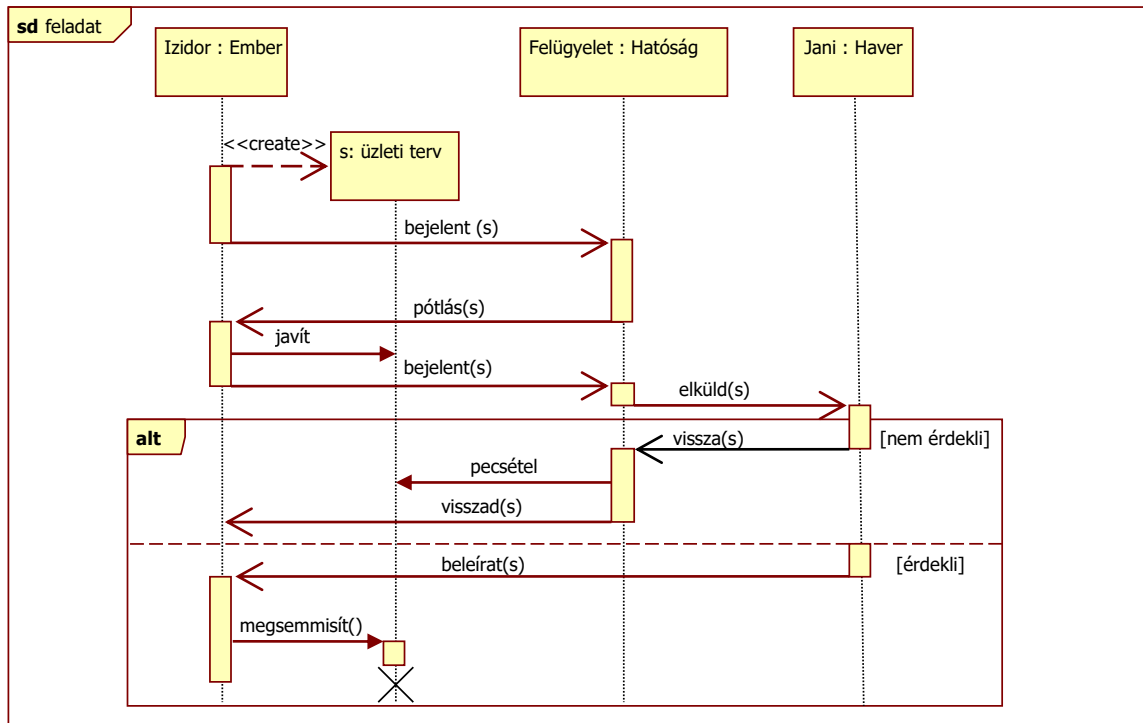 sd feladat
Izidor : Ember
Felügyelet : Hatóság
Jani : Haver
<<create>>
s: üzleti terv
bejelent (s)
pótlás(s)
javít
bejelent(s)
elküld(s)
alt
vissza(s)
[nem érdekli]
pecsétel
visszad(s)
beleírat(s)
[érdekli]
megsemmisít()